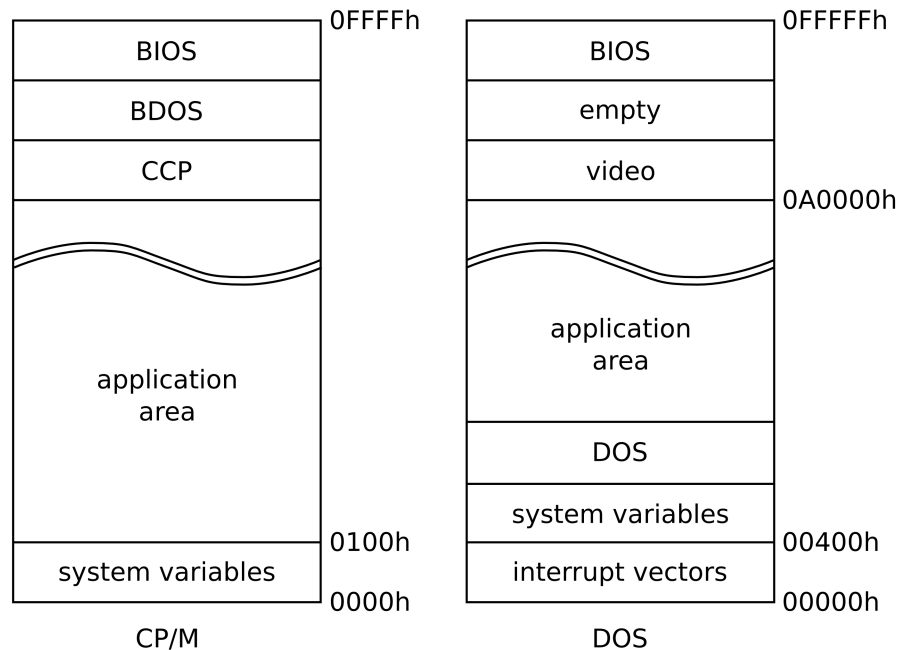 0FFFFh
BIOS
BDOS
CCP
application
area
0100h
system variables
0000h
CP/M
0FFFFFh
BIOS
empty
video
0A0000h
application
area
DOS
system variables
00400h
interrupt vectors
00000h
DOS